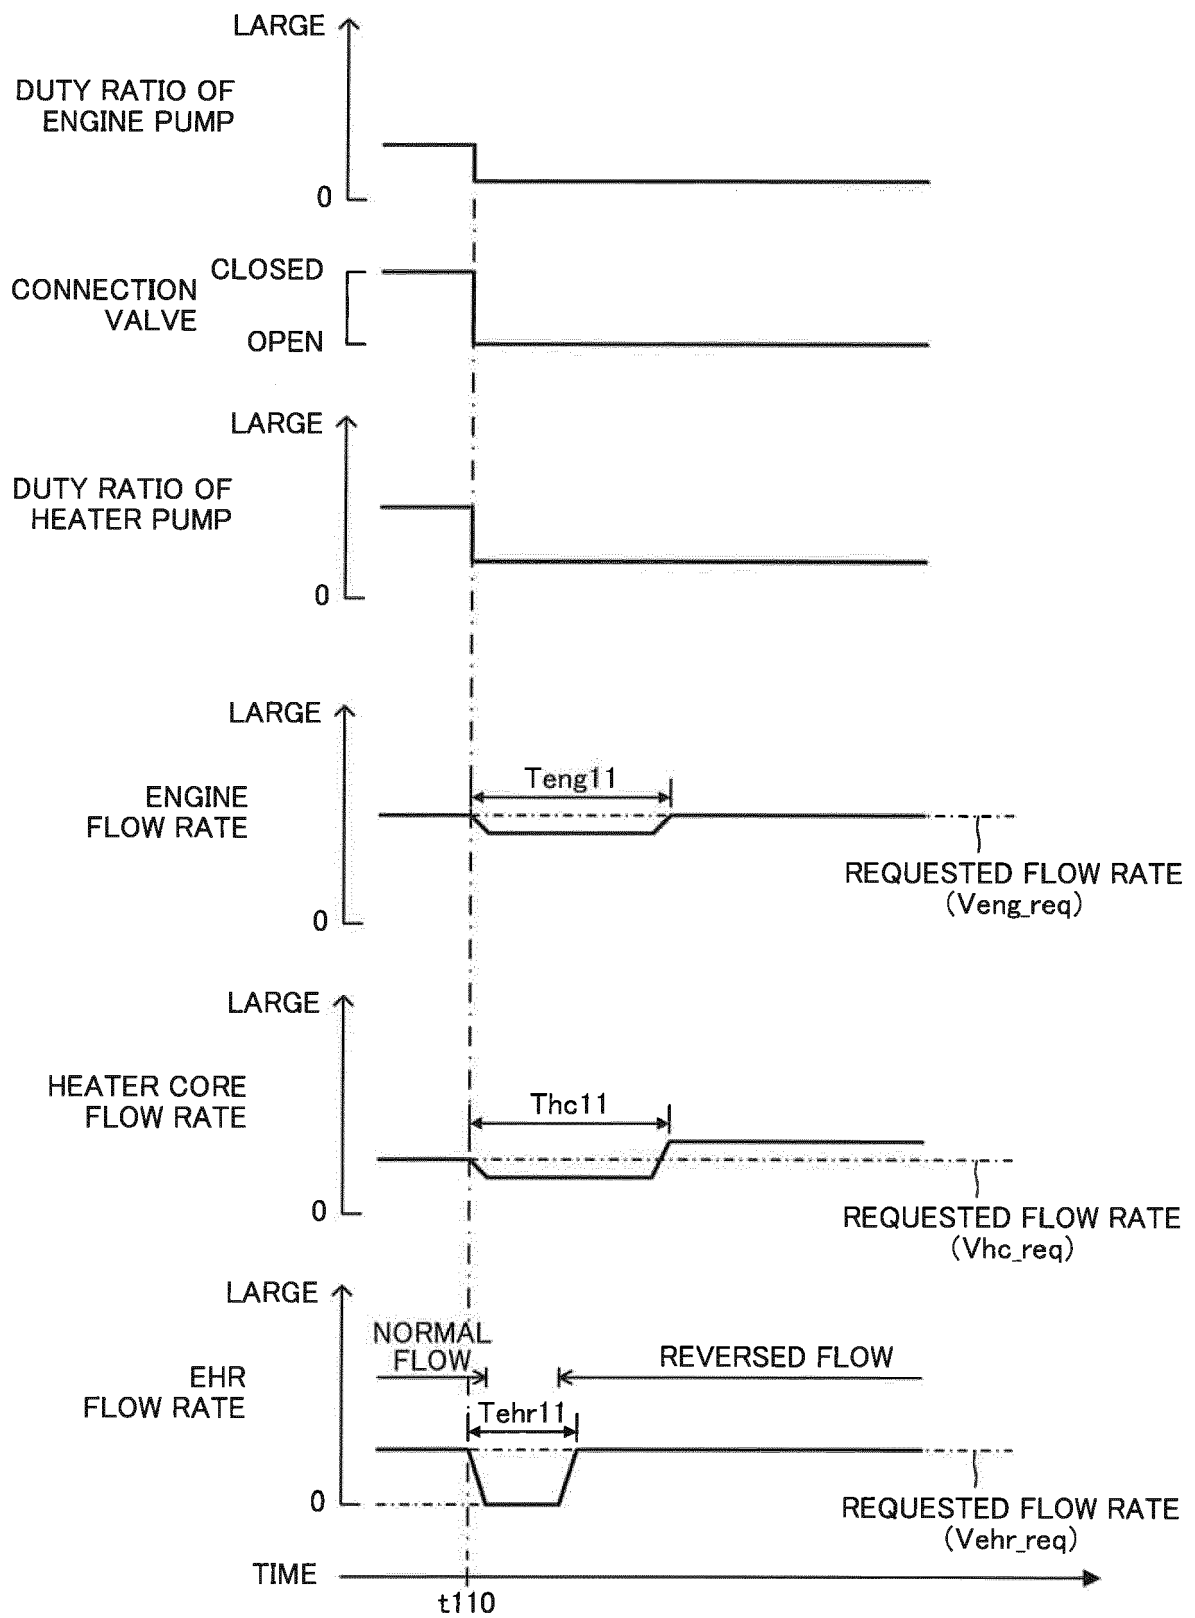 LARGE
DUTY RATIO OF
ENGINE PUMP
0
CLOSED
CONNECTION
VALVE
OPEN
LARGE
DUTY RATIO OF
HEATER PUMP
0
LARGE
Teng11
ENGINE
FLOW RATE
REQUESTED FLOW RATE
(Veng_req)
0
LARGE
HEATER CORE
FLOW RATE
Thc11
0
REQUESTED FLOW RATE
(Vhc_req)
LARGE
NORMAL
FLOW
REVERSED FLOW
EHR
FLOW RATE
Tehr11
0
REQUESTED FLOW RATE
(Vehr_req)
TIME
t110